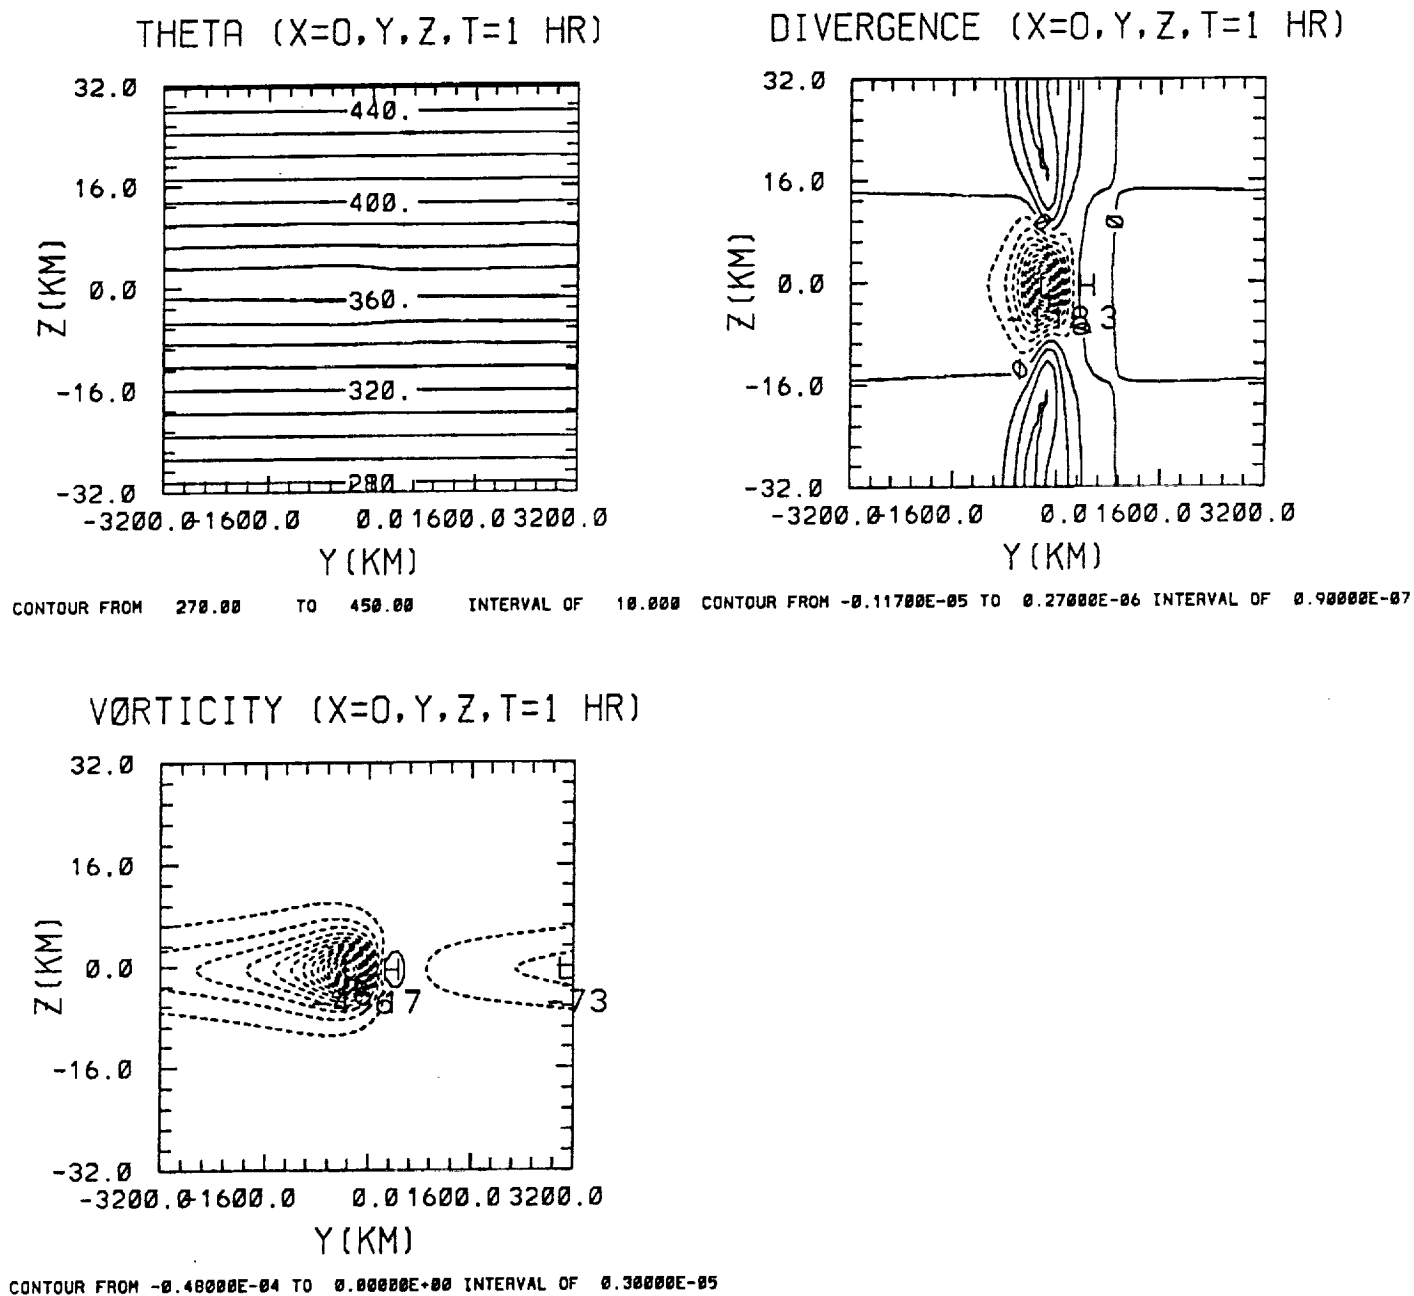 THETA (X=0,Y,Z,T=1 HR)
32.0
16.0
0.0
-16.0
-32.0
Z(KM)
440.
400.
360.
320.
280
-3200.0 -1600.0 0.0 1600.0 3200.0
Y(KM)
CONTOUR FROM 270.00 TO 450.00 INTERVAL OF 10.000
DIVERGENCE (X=0,Y,Z,T=1 HR)
32.0
16.0
0.0
-16.0
-32.0
Z(KM)
0
0
0
H
-3200.0 -1600.0 0.0 1600.0 3200.0
Y(KM)
CONTOUR FROM -0.11700E-05 TO 0.27000E-06 INTERVAL OF 0.90000E-07
VØRTICITY (X=0,Y,Z,T=1 HR)
32.0
16.0
0.0
-16.0
-32.0
Z(KM)
H
-3200.0 -1600.0 0.0 1600.0 3200.0
Y(KM)
CONTOUR FROM -0.48000E-04 TO 0.00000E+00 INTERVAL OF 0.30000E-05